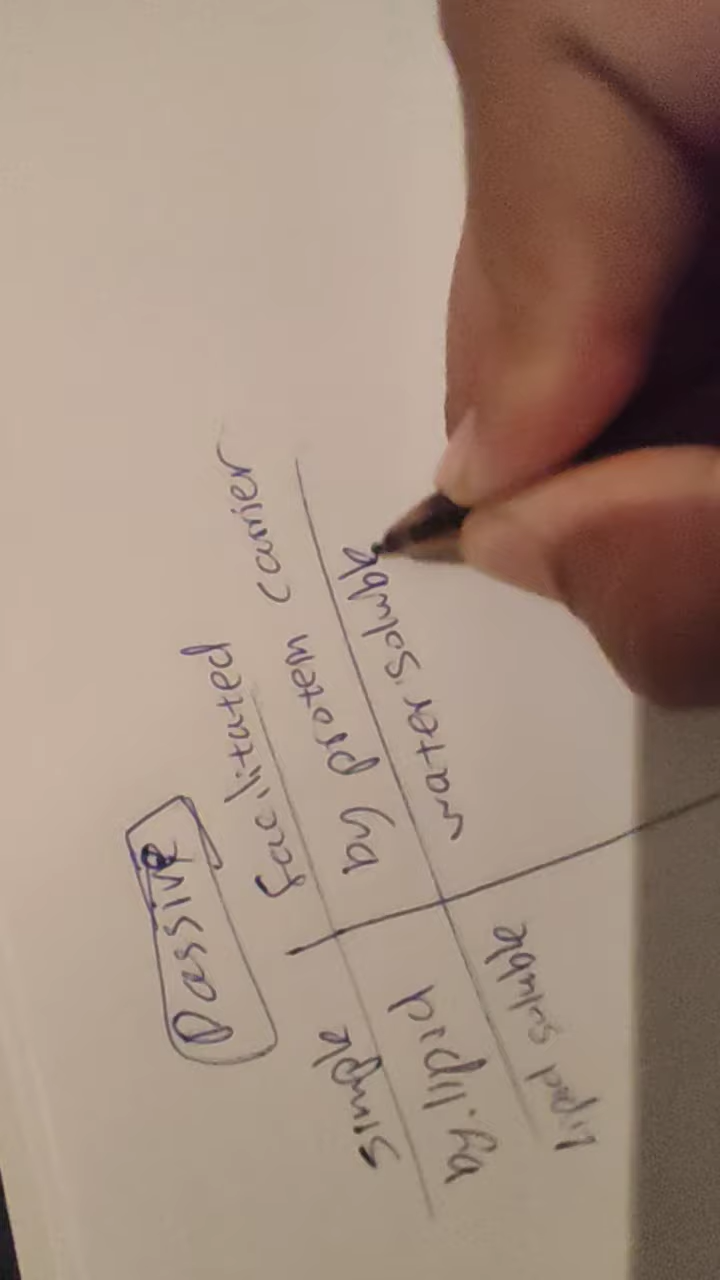 Passive
Simple facilitated
by lipid by protein carrier
Lipid soluble water soluble